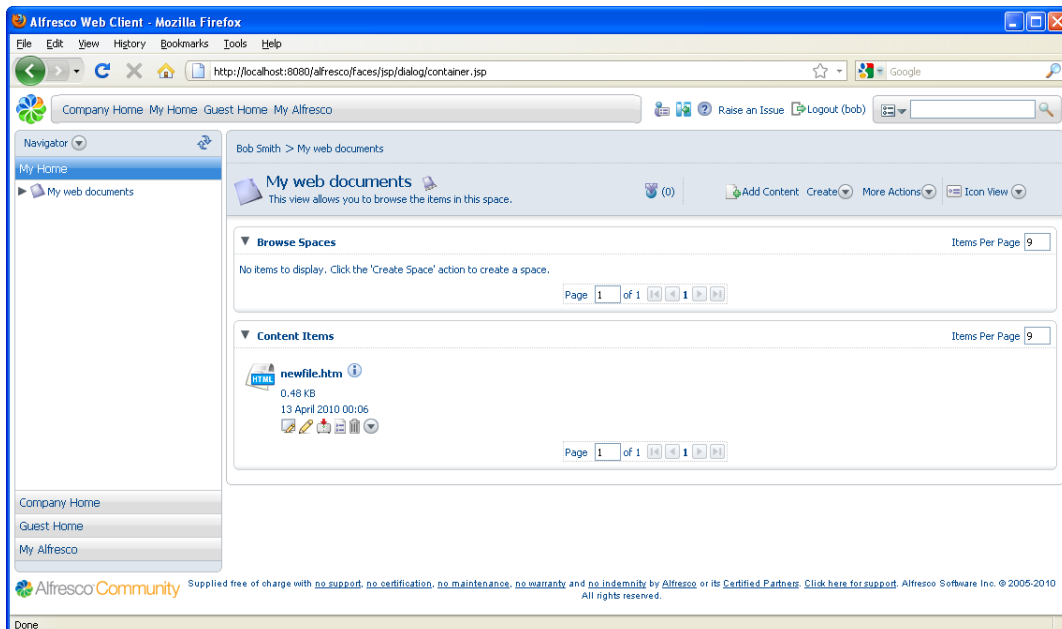 Alfresco Web Client - Mozilla Firefox
File Edit View History Bookmarks Tools Help
http://localhost:8080/alfresco/faces/jsp/dialog/container.jsp
Google
Company Home My Home Guest Home My Alfresco
Raise an Issue Logout (bob)
Navigator
My Home
My web documents
Bob Smith > My web documents
My web documents
This view allows you to browse the items in this space.
(0)
Add Content Create More Actions Icon View
Browse Spaces
Items Per Page 9
No items to display. Click the 'Create Space' action to create a space.
Page 1 of 1 1
Content Items
Items Per Page 9
HTML
newfile.htm
0.48 KB
13 April 2010 00:06
Page 1 of 1 1
Company Home
Guest Home
My Alfresco
Alfresco Community
Supplied free of charge with no support, no certification, no maintenance, no warranty and no indemnity by Alfresco or its Certified Partners. Click here for support. Alfresco Software Inc. © 2005-2010
All rights reserved.
Done